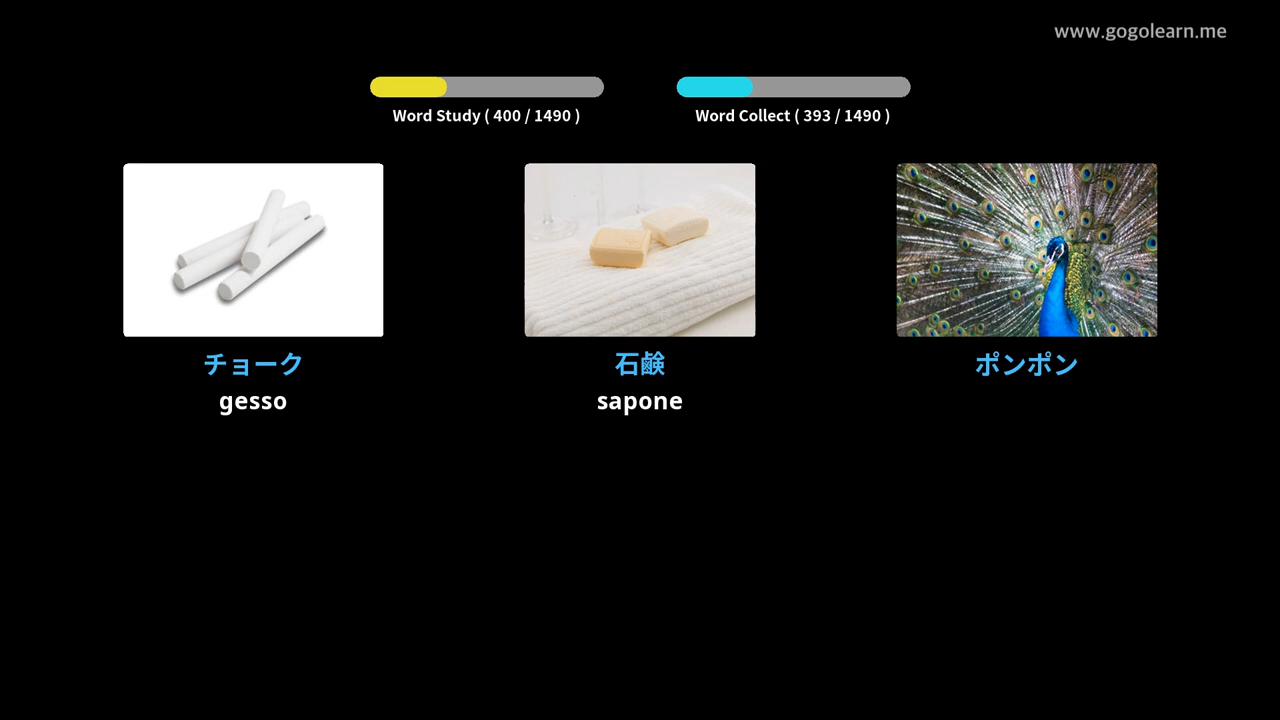 www.gogolearn.me
Word Study ( 400 / 1490 )
Word Collect ( 393 / 1490 )
チョーク
石鹸
ポンポン
gesso
sapone